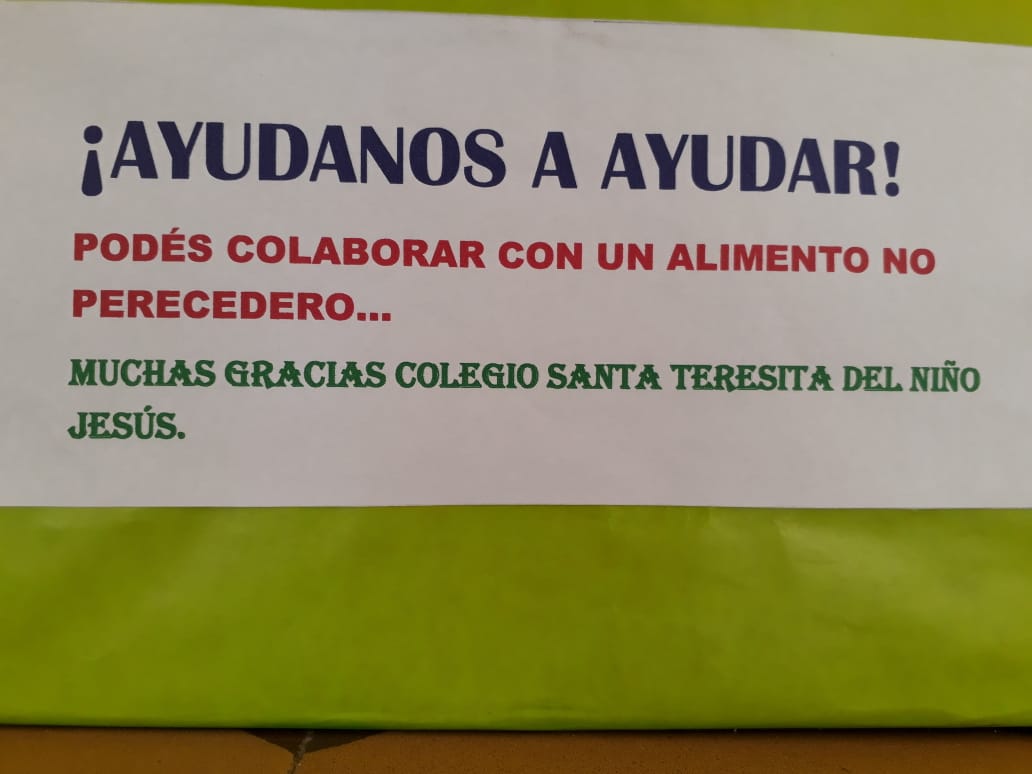 ¡AYUDANOS A AYUDAR!
PODÉS COLABORAR CON UN ALIMENTO NO
PERECEDERO...
MUCHAS GRACIAS COLEGIO SANTA TERESITA DEL NIÑO
JESÚS.